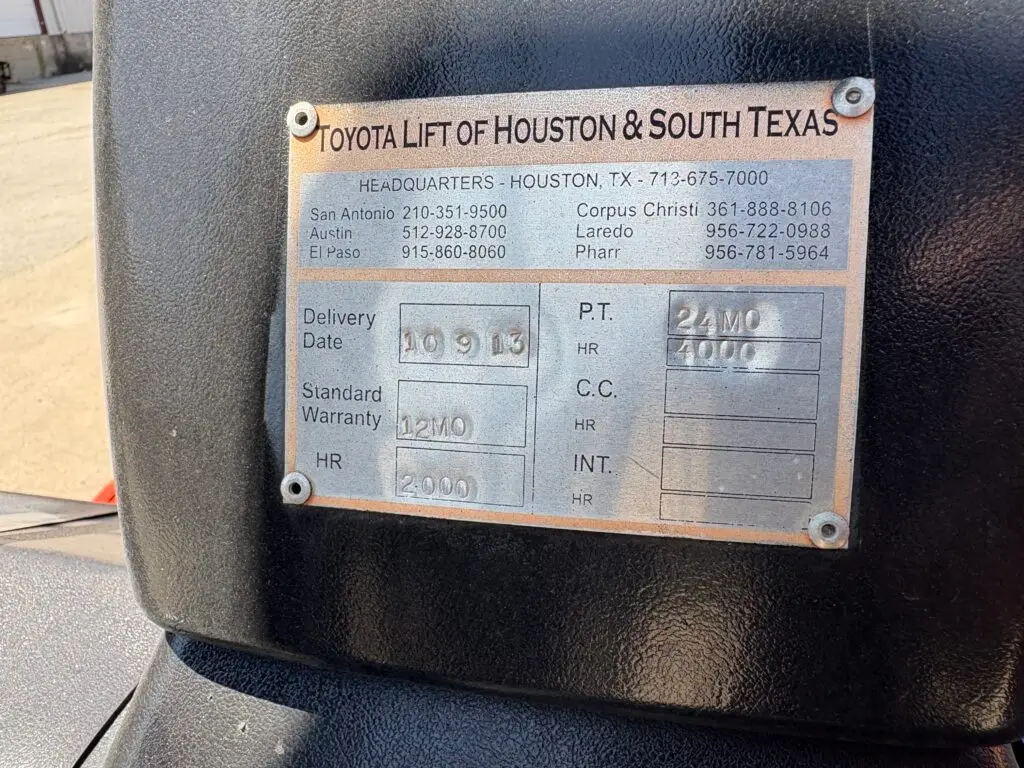 TOYOTA LIFT OF HOUSTON & SOUTH TEXAS
HEADQUARTERS - HOUSTON, TX - 713-675-7000
San Antonio 210-351-9500 Corpus Christi 361-888-8106
Austin 512-928-8700 Laredo 956-722-0988
El Paso 915-860-8060 Pharr 956-781-5964
Delivery Date 10 9 13
Standard Warranty 12MO
HR 2000
P.T. 24MO
HR 4000
C.C.
HR
INT.
HR